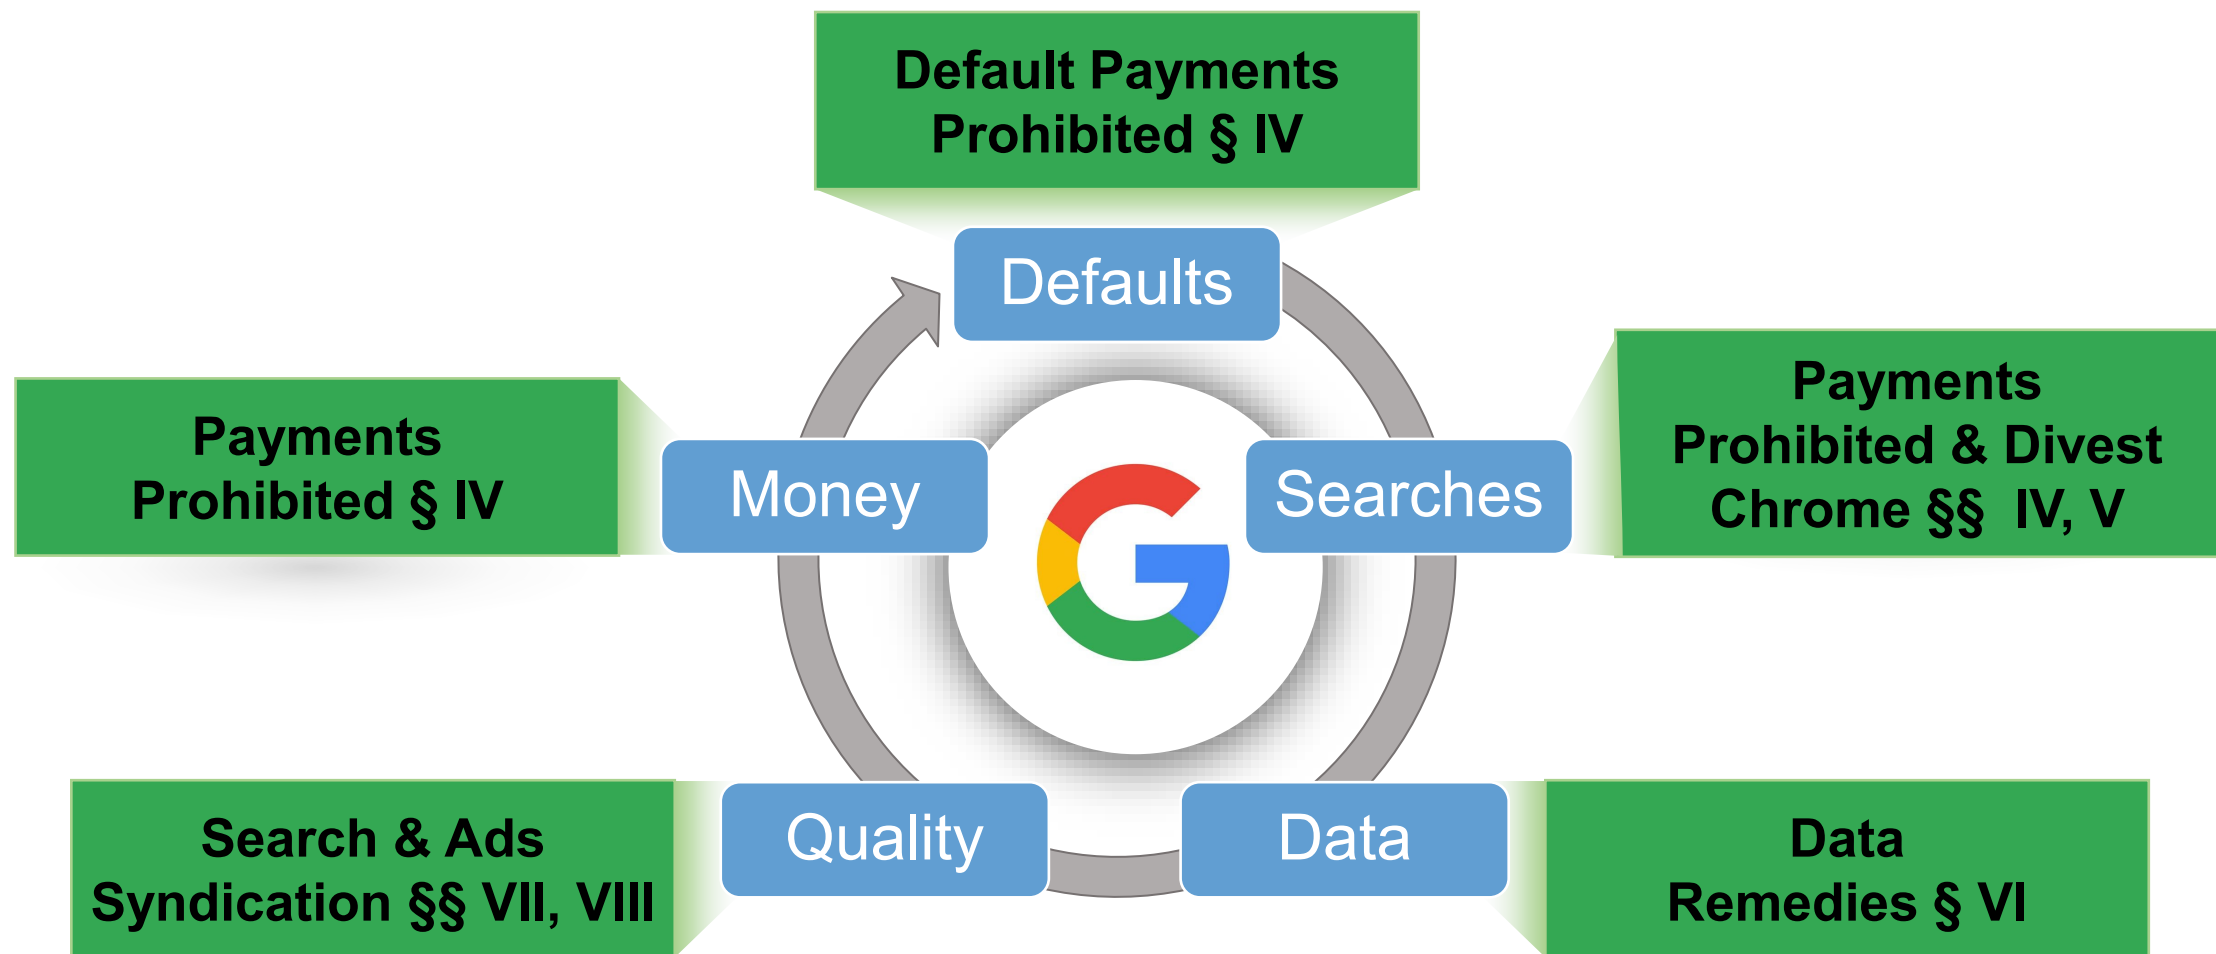 Default Payments
Prohibited § IV
Defaults
Payments
Prohibited § IV
Money
Searches
Payments
Prohibited & Divest
Chrome §§ IV, V
Search & Ads
Syndication §§ VII, VIII
Quality
Data
Data
Remedies § VI